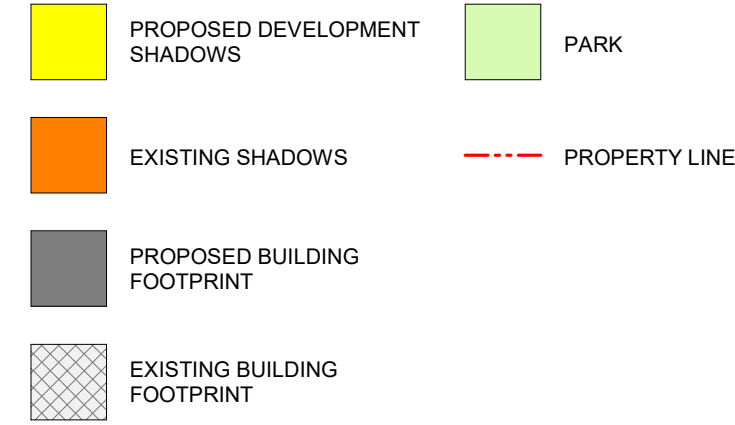 PROPOSED DEVELOPMENT
SHADOWS
EXISTING SHADOWS
PROPOSED BUILDING
FOOTPRINT
EXISTING BUILDING
FOOTPRINT
PARK
PROPERTY LINE